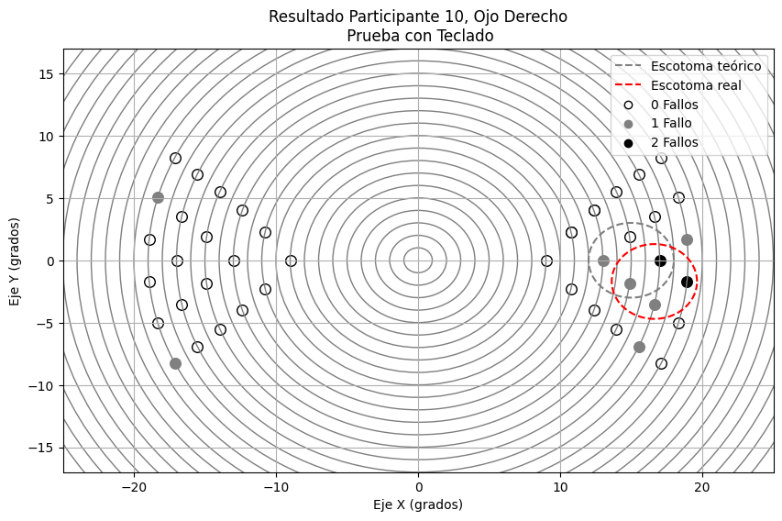 Resultado Participante 10, Ojo Derecho
Prueba con Teclado
Escotoma teórico
Escotoma real
0 Fallos
1 Fallo
2 Fallos
15
10
5
0
−5
−10
−15
Eje Y (grados)
−20
−10
0
10
20
Eje X (grados)